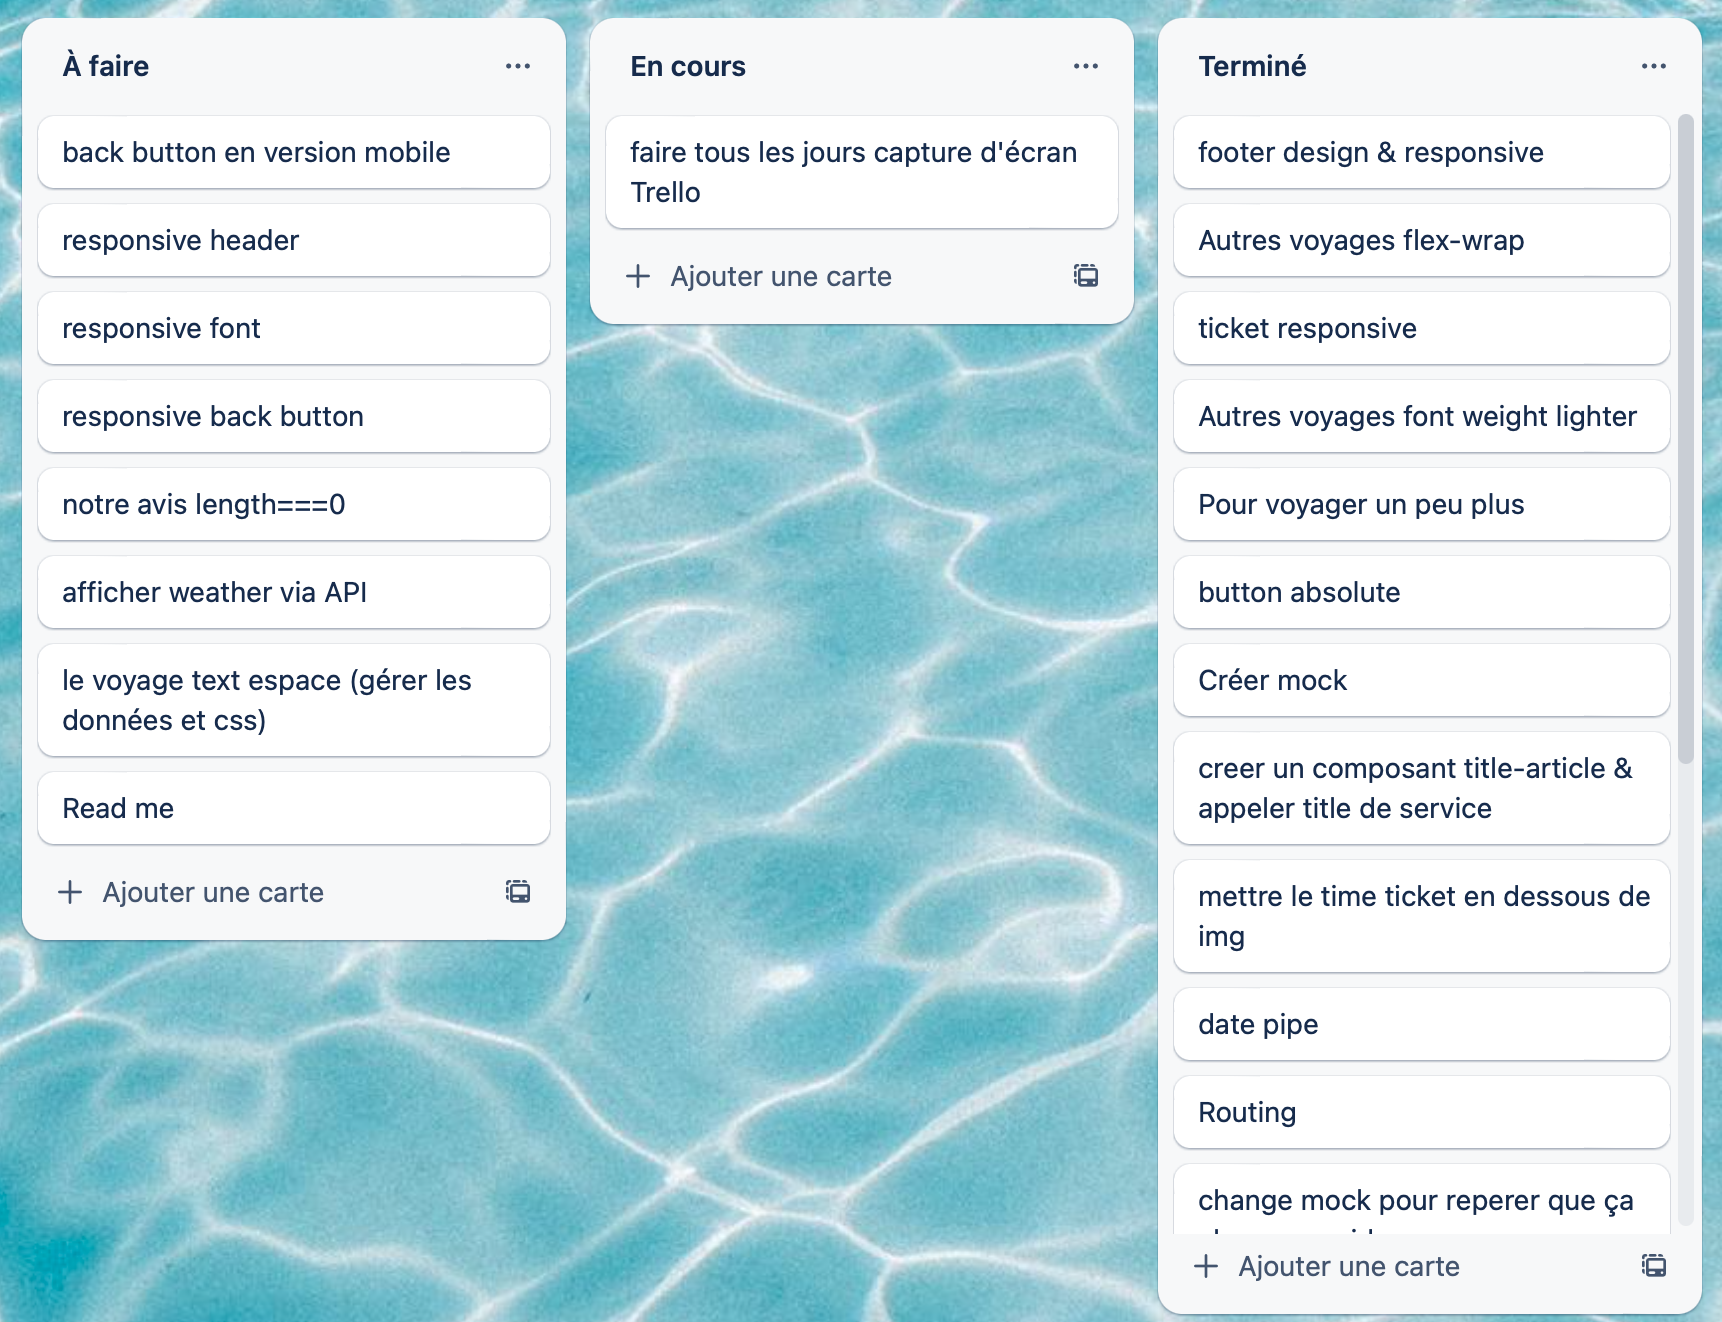 À faire
back button en version mobile
responsive header
responsive font
responsive back button
notre avis length===0
afficher weather via API
le voyage text espace (gérer les
données et css)
Read me
Ajouter une carte
En cours
faire tous les jours capture d'écran
Trello
Ajouter une carte
Terminé
footer design & responsive
Autres voyages flex-wrap
ticket responsive
Autres voyages font weight lighter
Pour voyager un peu plus
button absolute
Créer mock
creer un composant title-article &
appeler title de service
mettre le time ticket en dessous de
img
date pipe
Routing
change mock pour reperer que ça
Ajouter une carte